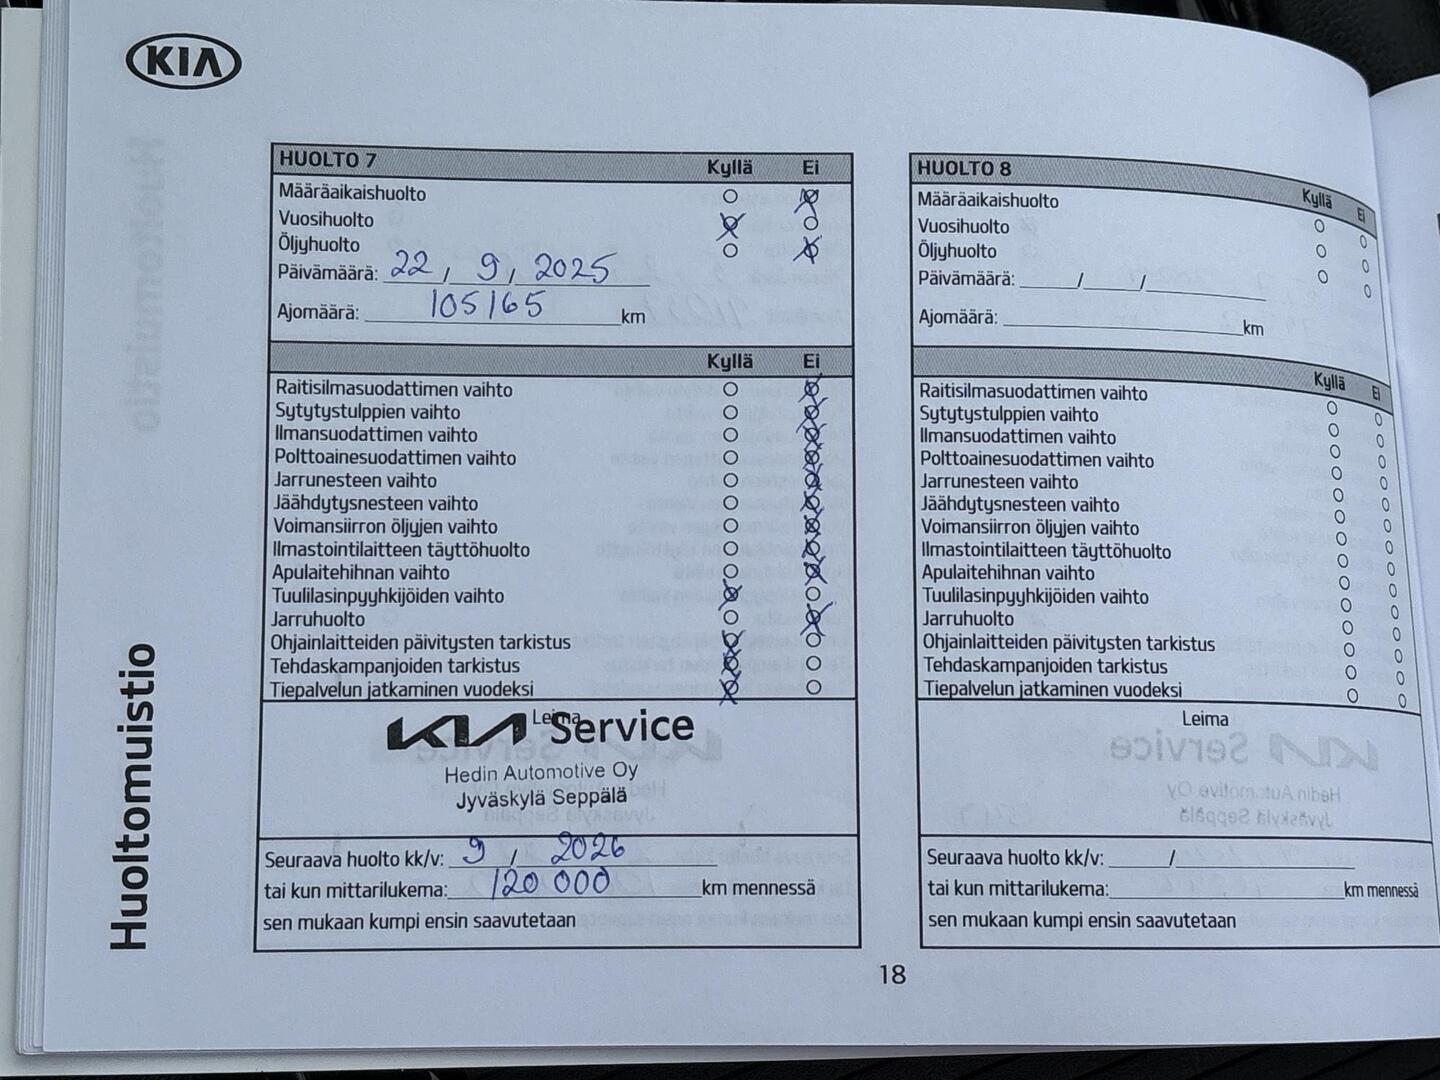 KIA
Huoltomuistio
HUOLTO 7 Kyllä Ei
Määräaikaishuolto
Vuosihuolto
Öljyhuolto
Päivämäärä: 22, 9, 2025
Ajomäärä: 105165 km
Kyllä Ei
Raitisilmasuodattimen vaihto
Sytytystulppien vaihto
Ilmansuodattimen vaihto
Polttoainesuodattimen vaihto
Jarrunesteen vaihto
Jäähdytysnesteen vaihto
Voimansiirron öljyjen vaihto
Ilmastointilaitteen täyttöhuolto
Apulaitehihnan vaihto
Tuulilasinpyyhkijöiden vaihto
Jarruhuolto
Ohjainlaitteiden päivitysten tarkistus
Tehdaskampanjoiden tarkistus
Tiepalvelun jatkaminen vuodeksi
Leima
KIA Service
Hedin Automotive Oy
Jyväskylä Seppälä
Seuraava huolto kk/v: 9 / 2026
tai kun mittarilukema: 120 000 km mennessä
sen mukaan kumpi ensin saavutetaan
HUOLTO 8 Kyllä Ei
Määräaikaishuolto
Vuosihuolto
Öljyhuolto
Päivämäärä: / /
Ajomäärä: km
Kyllä Ei
Raitisilmasuodattimen vaihto
Sytytystulppien vaihto
Ilmansuodattimen vaihto
Polttoainesuodattimen vaihto
Jarrunesteen vaihto
Jäähdytysnesteen vaihto
Voimansiirron öljyjen vaihto
Ilmastointilaitteen täyttöhuolto
Apulaitehihnan vaihto
Tuulilasinpyyhkijöiden vaihto
Jarruhuolto
Ohjainlaitteiden päivitysten tarkistus
Tehdaskampanjoiden tarkistus
Tiepalvelun jatkaminen vuodeksi
Leima
Seuraava huolto kk/v: /
tai kun mittarilukema: km mennessä
sen mukaan kumpi ensin saavutetaan
18